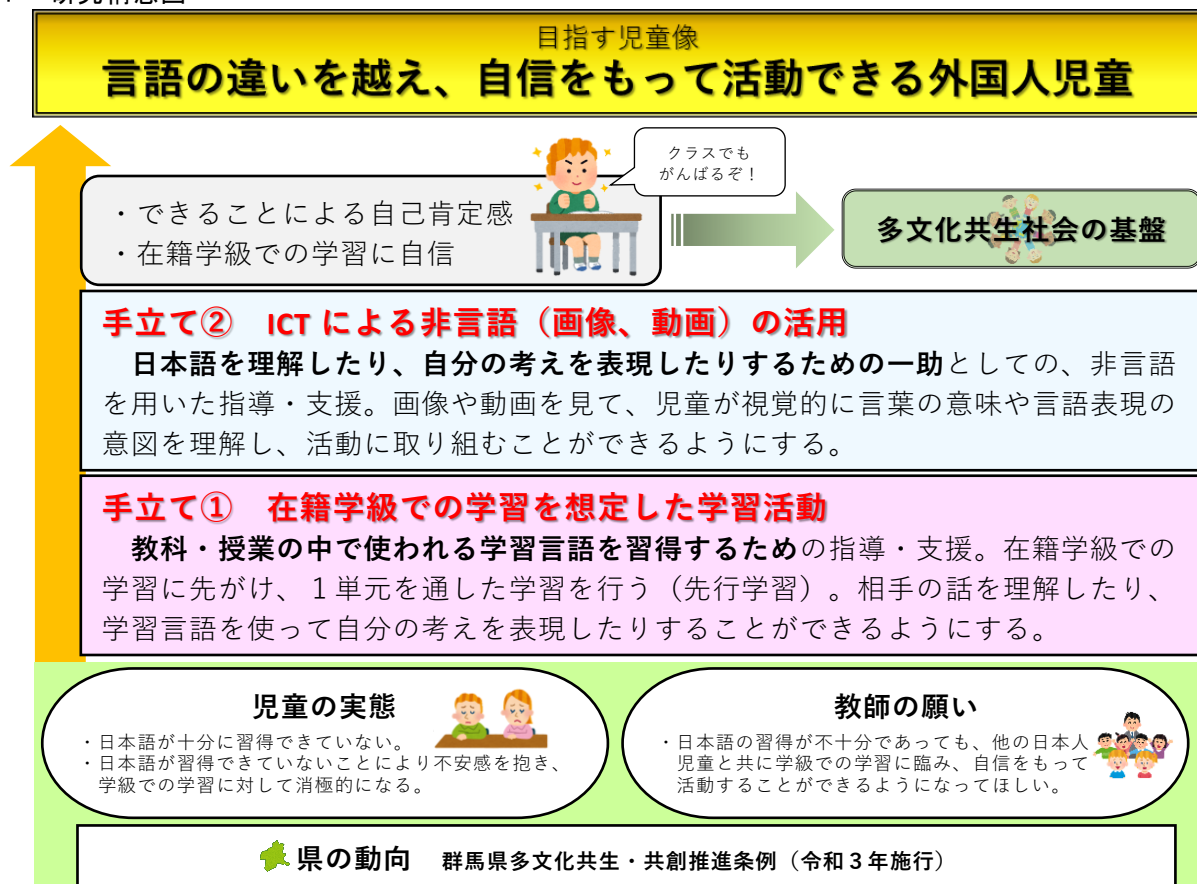 目指す児童像
言語の違いを越え、自信をもって活動できる外国人児童
クラスでも
がんばるぞ！
・できることによる自己肯定感
・在籍学級での学習に自信
多文化共生社会の基盤
手立て② ICT による非言語（画像、動画）の活用
日本語を理解したり、自分の考えを表現したりするための一助としての、非言語
を用いた指導・支援。画像や動画を見て、児童が視覚的に言葉の意味や言語表現の
意図を理解し、活動に取り組むことができるようにする。
手立て① 在籍学級での学習を想定した学習活動
教科・授業の中で使われる学習言語を習得するための指導・支援。在籍学級での
学習に先がけ、１単元を通した学習を行う（先行学習）。相手の話を理解したり、
学習言語を使って自分の考えを表現したりすることができるようにする。
児童の実態
・日本語が十分に習得できていない。
・日本語が習得できていないことにより不安感を抱き、
学級での学習に対して消極的になる。
教師の願い
・日本語の習得が不十分であっても、他の日本人
児童と共に学級での学習に臨み、自信をもって
活動することができるようになってほしい。
県の動向 群馬県多文化共生・共創推進条例（令和３年施行）